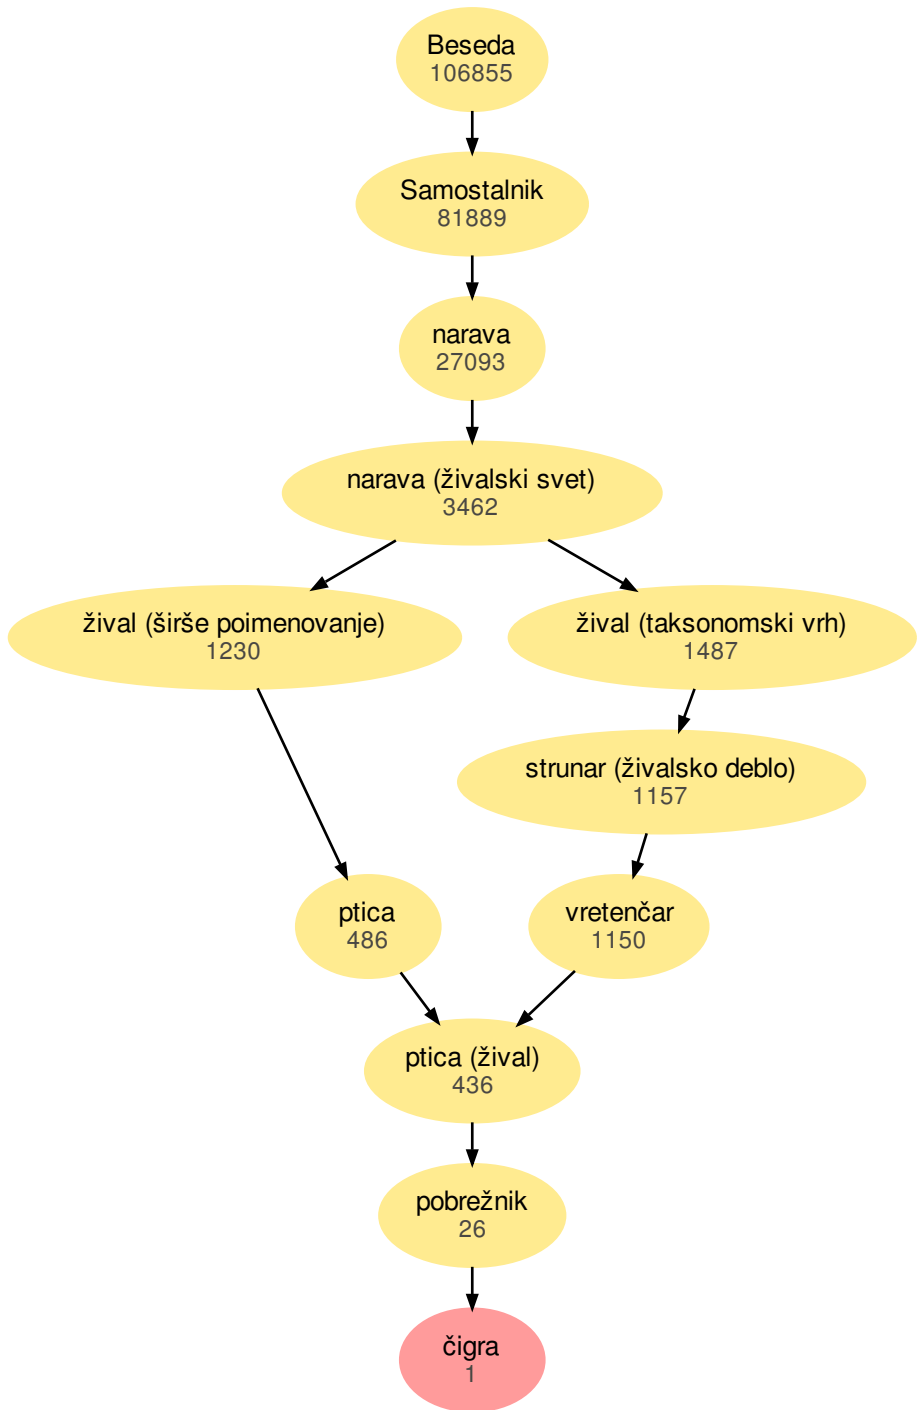 Beseda
106855
Samostalnik
81889
narava
27093
narava (živalski svet)
3462
žival (širše poimenovanje)
1230
žival (taksonomski vrh)
1487
strunar (živalsko deblo)
1157
ptica
486
vretenčar
1150
ptica (žival)
436
pobrežnik
26
čigra
1